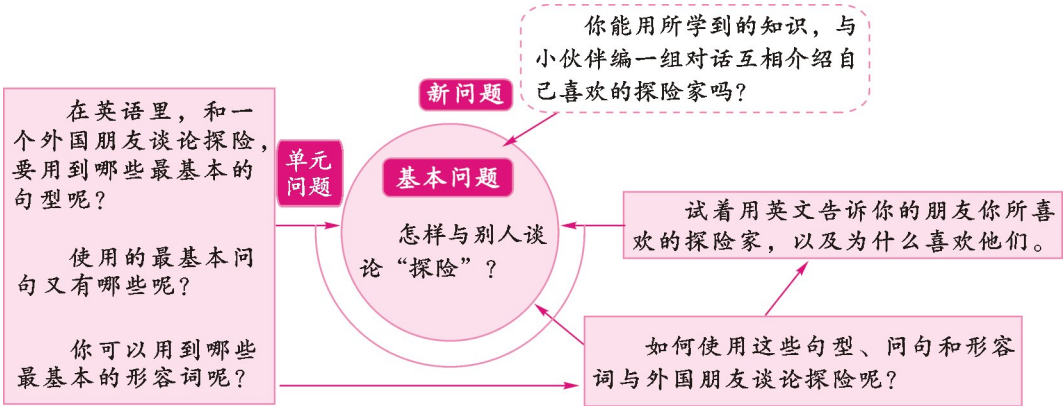 你能用所学到的知识，与
小伙伴编一组对话互相介绍自
己喜欢的探险家吗？
新问题
在英语里，和一
个外国朋友谈论探险，
要用到哪些最基本的
句型呢？
使用的最基本问
句又有哪些呢？
你可以用到哪些
最基本的形容词呢？
单元
问题
基本问题
怎样与别人谈
论“探险”？
试着用英文告诉你的朋友你所喜
欢的探险家，以及为什么喜欢他们。
如何使用这些句型、问句和形容
词与外国朋友谈论探险呢？